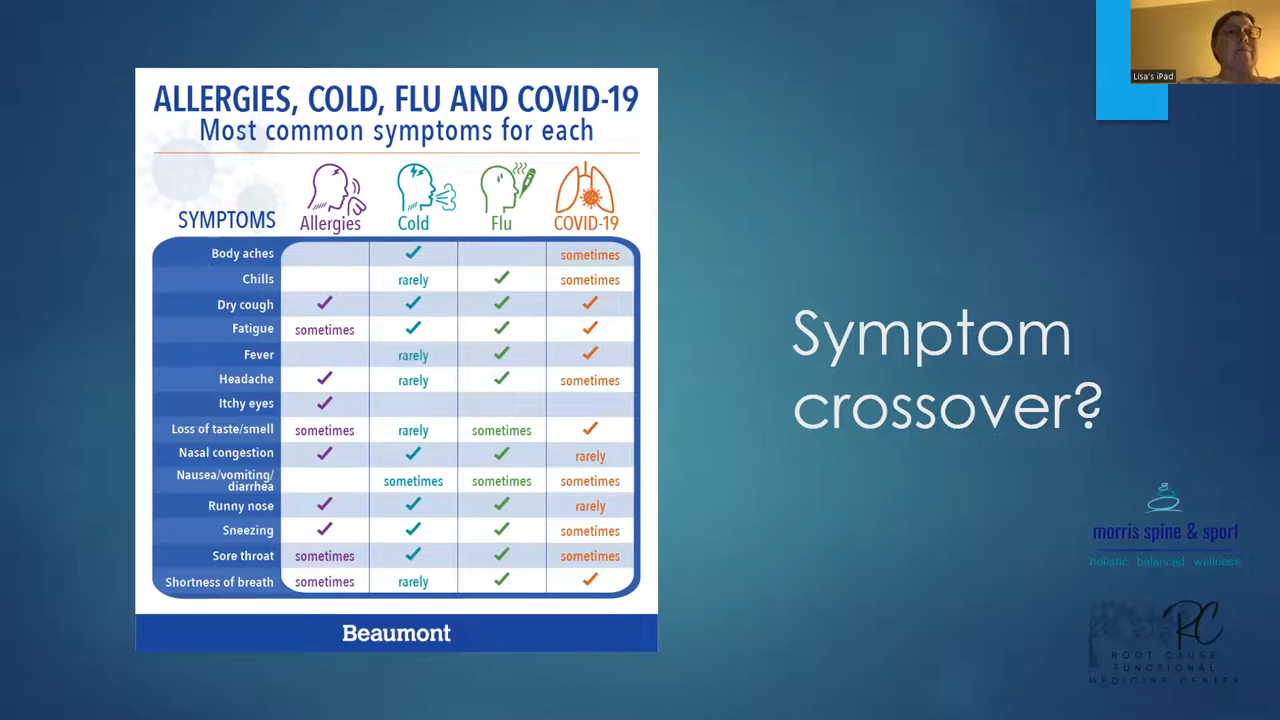 Lisa's iPad
ALLERGIES, COLD, FLU AND COVID-19
Most common symptoms for each
SYMPTOMS Allergies Cold Flu COVID-19
Body aches ✓ sometimes
Chills rarely ✓ sometimes
Dry cough ✓ ✓ ✓ ✓
Fatigue sometimes ✓ ✓ ✓
Fever rarely ✓ ✓
Headache ✓ rarely ✓ sometimes
Itchy eyes ✓
Loss of taste/smell sometimes rarely sometimes ✓
Nasal congestion ✓ ✓ ✓ rarely
Nausea/vomiting/
diarrhea sometimes sometimes sometimes
Runny nose ✓ ✓ ✓ rarely
Sneezing ✓ ✓ ✓ sometimes
Sore throat sometimes ✓ ✓ sometimes
Shortness of breath sometimes rarely ✓ ✓
Beaumont
Symptom
crossover?
morris spine & sport
holistic balanced wellness
RC
ROOT CAUSE
FUNCTIONAL
MEDICINE CENTER